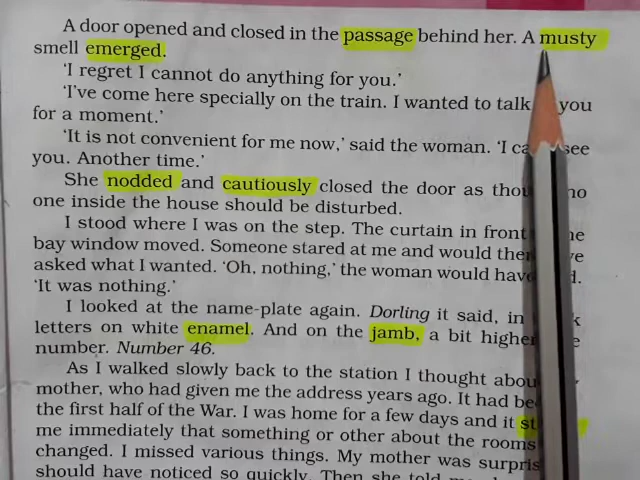 A door opened and closed in the passage behind her. A musty
smell emerged.
'I regret I cannot do anything for you.'
'I've come here specially on the train. I wanted to talk you
for a moment.'
'It is not convenient for me now,' said the woman. 'I see
you. Another time.'
She nodded and cautiously closed the door as no
one inside the house should be disturbed.
I stood where I was on the step. The curtain in front
bay window moved. Someone stared at me and would
asked what I wanted. 'Oh, nothing,' the woman would
'It was nothing.'
I looked at the name-plate again. Dorling it said, in
letters on white enamel. And on the jamb, a bit
number. Number 46.
As I walked slowly back to the station I thought
mother, who had given me the address years ago. It had
the first half of the War. I was home for a few days and it
me immediately that something or other about the rooms
changed. I missed various things. My mother was
should have noticed so quickly. Then she told